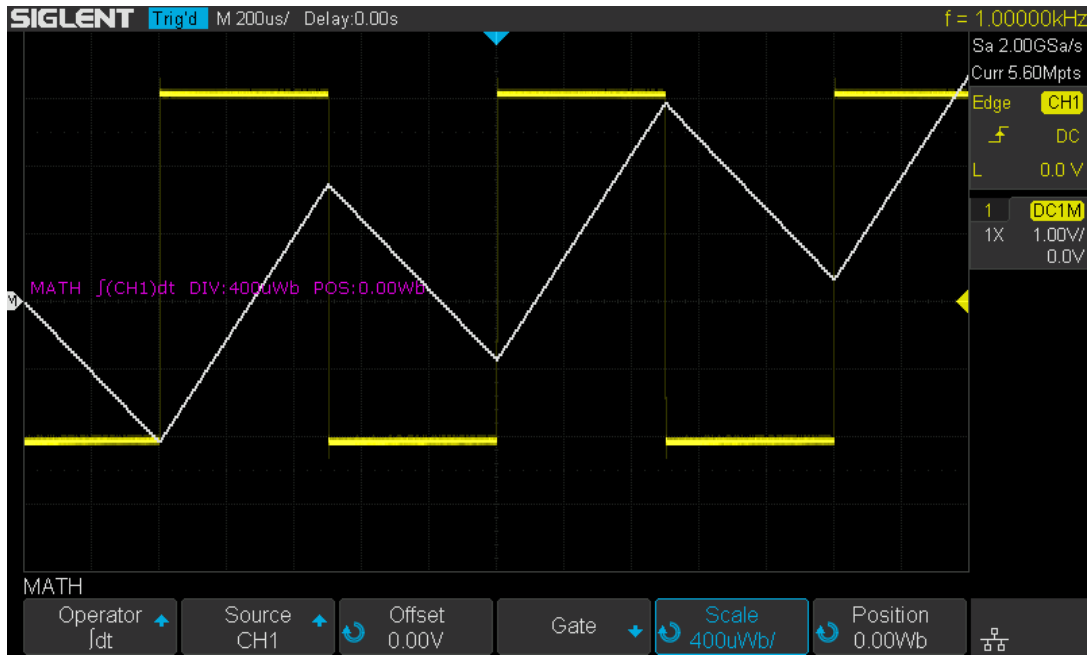 SIGLENT Trig'd M 200us/ Delay:0.00s f = 1.00000kHz
Sa 2.00GSa/s
Curr 5.60Mpts
Edge CH1
DC
L 0.0 V
1 DC1M
1X 1.00V/
0.0V
M
MATH ∫(CH1)dt DIV:400uWb POS:0.00Wb
MATH
Operator Source Offset Gate Scale Position
∫dt CH1 0.00V 400uWb/ 0.00Wb